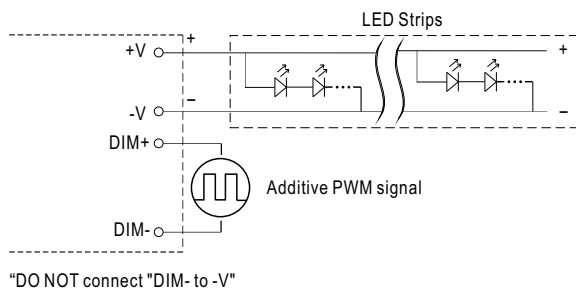 LED Strips
+V + +
-V − −
DIM+
Additive PWM signal
DIM-
“DO NOT connect "DIM- to -V"